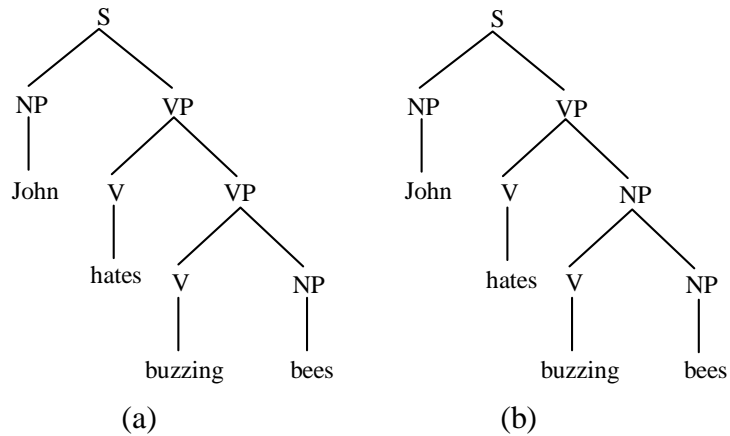 S S
NP VP NP VP
John V VP John V NP
hates V NP hates V NP
buzzing bees buzzing bees
(a) (b)